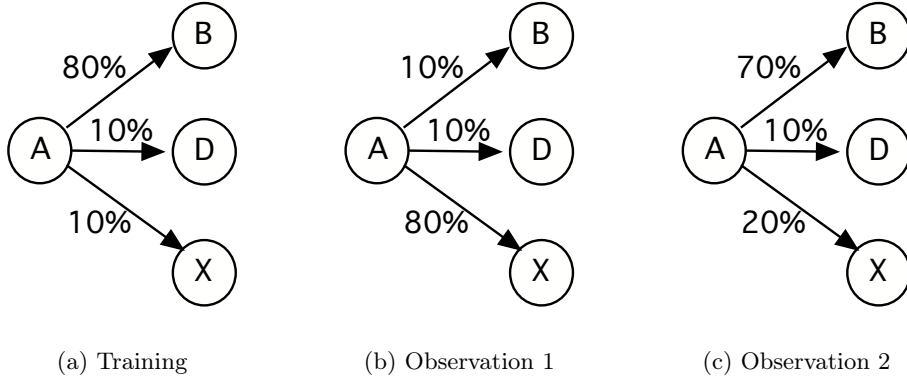 B
80%
A
10%
D
10%
X
(a) Training
B
10%
A
10%
D
80%
X
(b) Observation 1
B
70%
A
10%
D
20%
X
(c) Observation 2